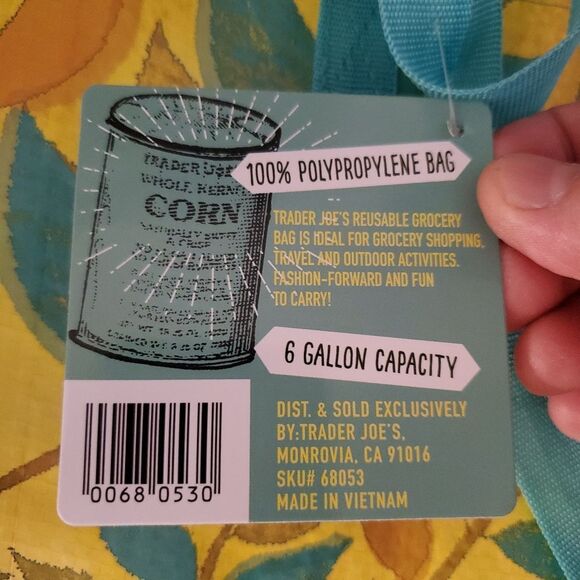 TRADER JOE'S
WHOLE KERNEL
CORN
100% POLYPROPYLENE BAG
TRADER JOE'S REUSABLE GROCERY
BAG IS IDEAL FOR GROCERY SHOPPING,
TRAVEL AND OUTDOOR ACTIVITIES.
FASHION-FORWARD AND FUN
TO CARRY!
6 GALLON CAPACITY
DIST. & SOLD EXCLUSIVELY
BY:TRADER JOE'S,
MONROVIA, CA 91016
SKU# 68053
MADE IN VIETNAM
0068 0530